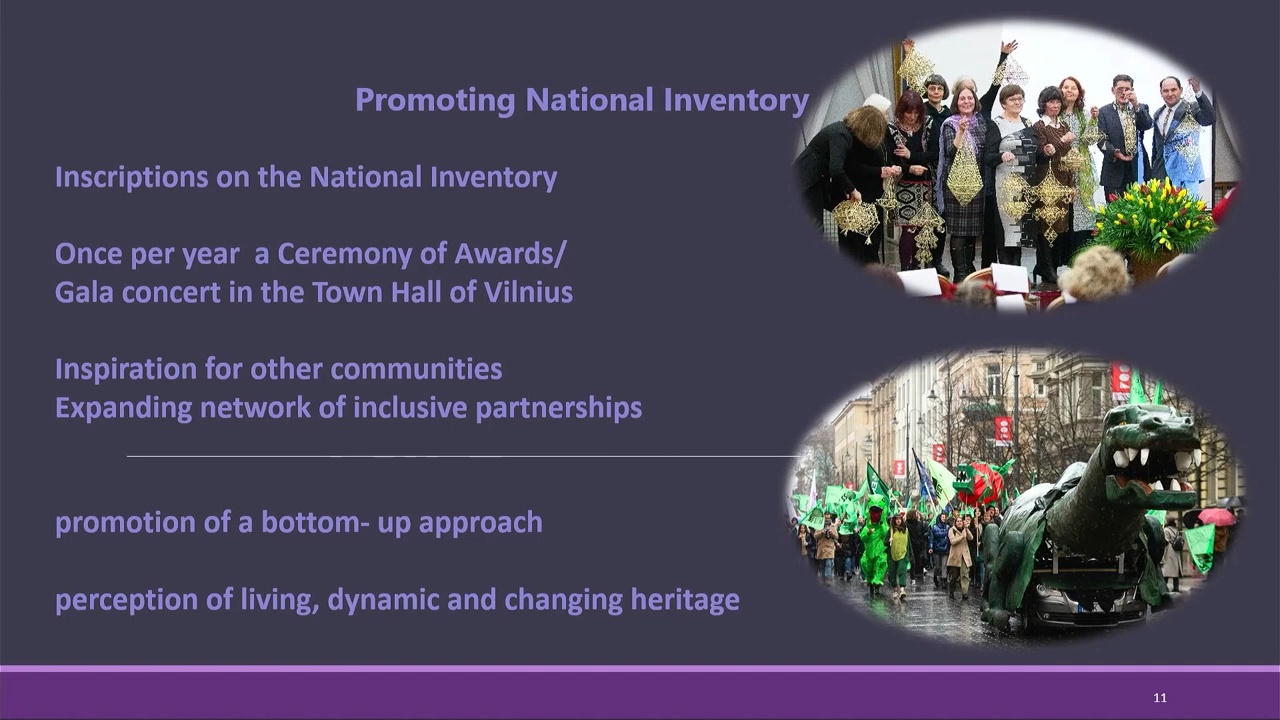 Promoting National Inventory
Inscriptions on the National Inventory
Once per year  a Ceremony of Awards/
Gala concert in the Town Hall of Vilnius
Inspiration for other communities
Expanding network of inclusive partnerships
promotion of a bottom- up approach
perception of living, dynamic and changing heritage
11